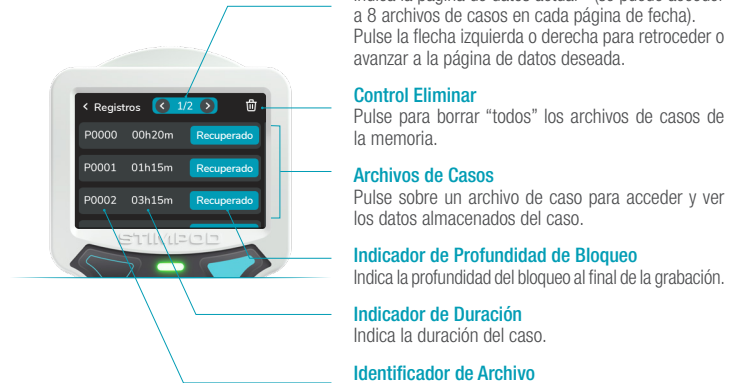 a 8 archivos de casos en cada página de fecha).
Pulse la flecha izquierda o derecha para retroceder o
avanzar a la página de datos deseada.
Control Eliminar
Pulse para borrar “todos” los archivos de casos de
la memoria.
Archivos de Casos
Pulse sobre un archivo de caso para acceder y ver
los datos almacenados del caso.
Indicador de Profundidad de Bloqueo
Indica la profundidad del bloqueo al final de la grabación.
Indicador de Duración
Indica la duración del caso.
Identificador de Archivo
< Registros < 1/2 >
P0000 00h20m Recuperado
P0001 01h15m Recuperado
P0002 03h15m Recuperado
STIMPOD